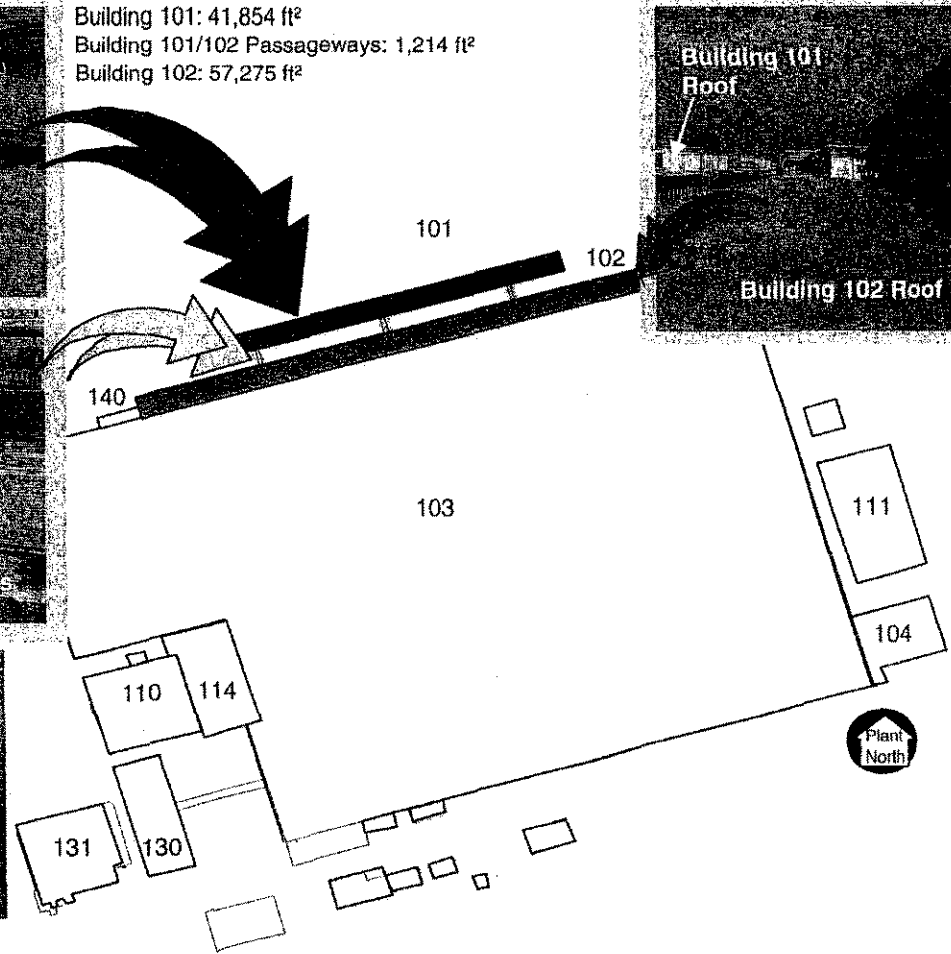 Building 101: 41,854 ft²
Building 101/102 Passageways: 1,214 ft²
Building 102: 57,275 ft²
Building 101
Roof
101
102
Building 102 Roof
140
103
111
104
110
114
Plant
North
131
130